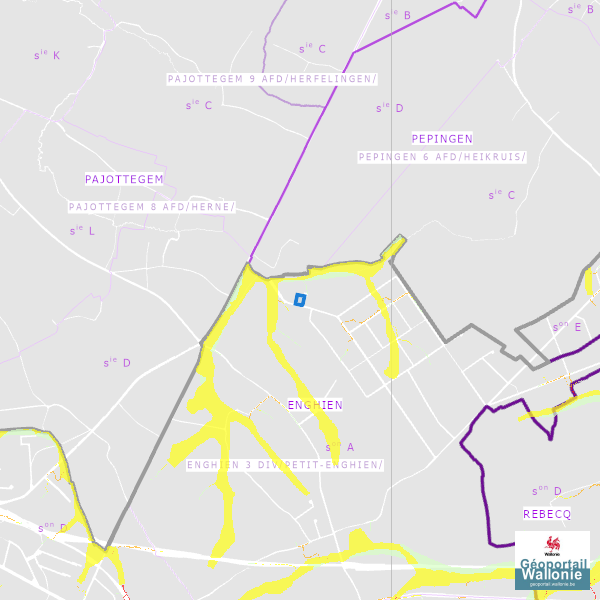 sie B
sie C
sie K
PAJOTTEGEM 9 AFD/HERFELINGEN/
sie C
sie D
PEPINGEN
PEPINGEN 6 AFD/HEIKRUIS/
PAJOTTEGEM
sie C
PAJOTTEGEM 8 AFD/HERNE/
sie L
son E
sie D
ENGHIEN
son A
ENGHIEN 3 DIV/PETIT-ENGHIEN/
son D
REBECQ
son D
son B
Wallonie
Géoportail
Wallonie
geoportail.wallonie.be